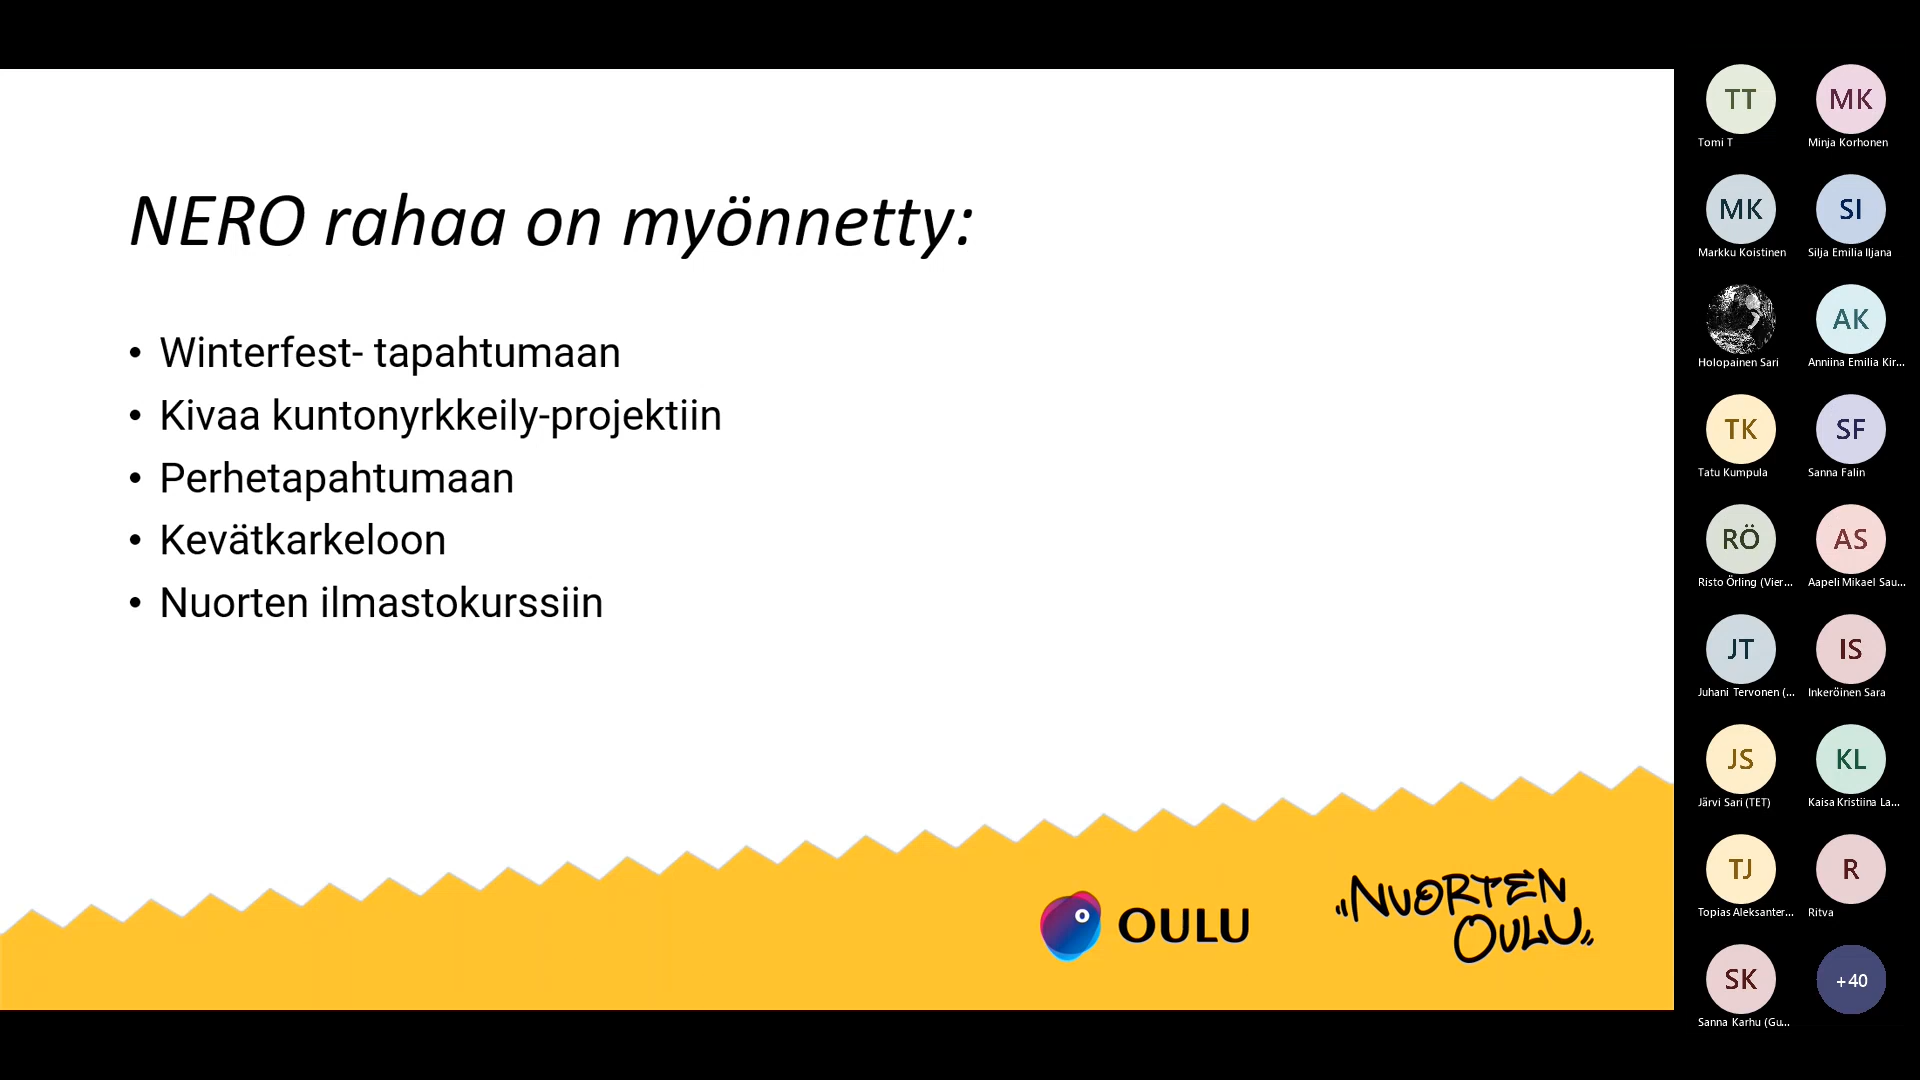 NERO rahaa on myönnetty:
• Winterfest- tapahtumaan
• Kivaa kuntonyrkkeily-projektiin
• Perhetapahtumaan
• Kevätkarkeloon
• Nuorten ilmastokurssiin
OULU
"NUORTEN
OULU"
TT
Tomi T
MK
Minja Korhonen
MK
Markku Koistinen
SI
Silja Emilia Iljana
Holopainen Sari
AK
Anniina Emilia Kir...
TK
Tatu Kumpula
SF
Sanna Falin
RÖ
Risto Örling (Vier...
AS
Aapeli Mikael Sau...
JT
Juhani Tervonen (...
IS
Inkeröinen Sara
JS
Järvi Sari (TET)
KL
Kaisa Kristiina La...
TJ
Topias Aleksanter...
R
Ritva
SK
Sanna Karhu (Gu...
+40